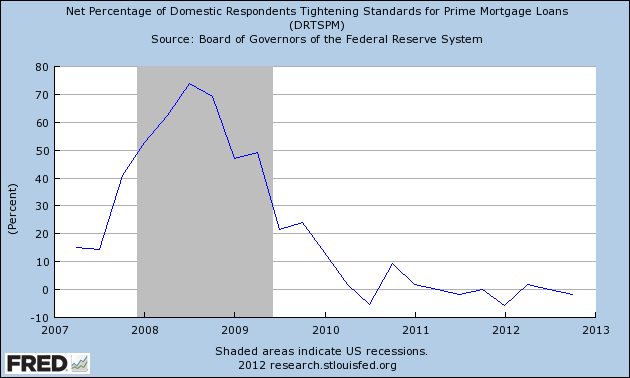 Net Percentage of Domestic Respondents Tightening Standards for Prime Mortgage Loans
(DRTSPM)
Source: Board of Governors of the Federal Reserve System
80
70
60
50
40
30
20
10
0
-10
(Percent)
2007 2008 2009 2010 2011 2012 2013
Shaded areas indicate US recessions.
2012 research.stlouisfed.org
FRED